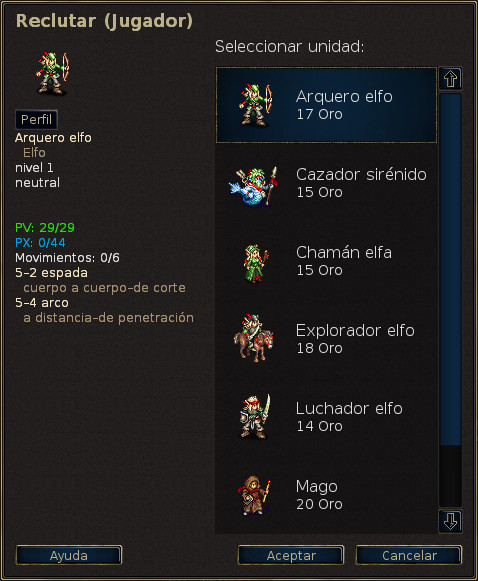 Reclutar (Jugador)
Perfil
Arquero elfo
Elfo
nivel 1
neutral
PV: 29/29
PX: 0/44
Movimientos: 0/6
5–2 espada
cuerpo a cuerpo–de corte
5–4 arco
a distancia–de penetración
Seleccionar unidad:
Arquero elfo
17 Oro
Cazador sirénido
15 Oro
Chamán elfa
15 Oro
Explorador elfo
18 Oro
Luchador elfo
14 Oro
Mago
20 Oro
Ayuda
Aceptar
Cancelar